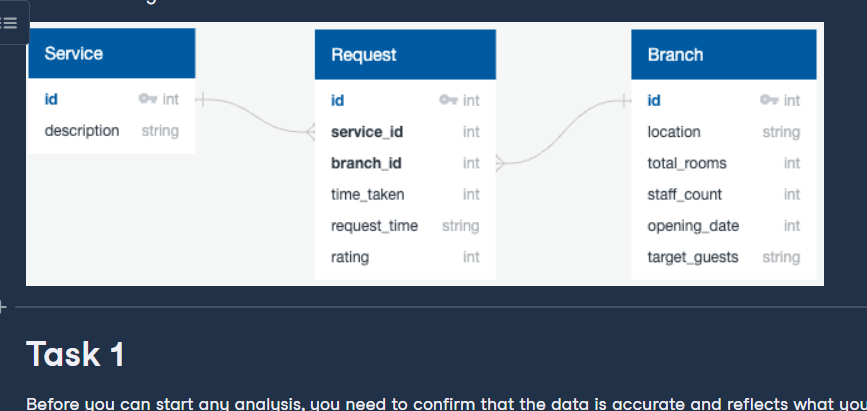 Service
id int
description string
Request
id int
service_id int
branch_id int
time_taken int
request_time string
rating int
Branch
id int
location string
total_rooms int
staff_count int
opening_date int
target_guests string
Task 1
Before you can start any analysis, you need to confirm that the data is accurate and reflects what you